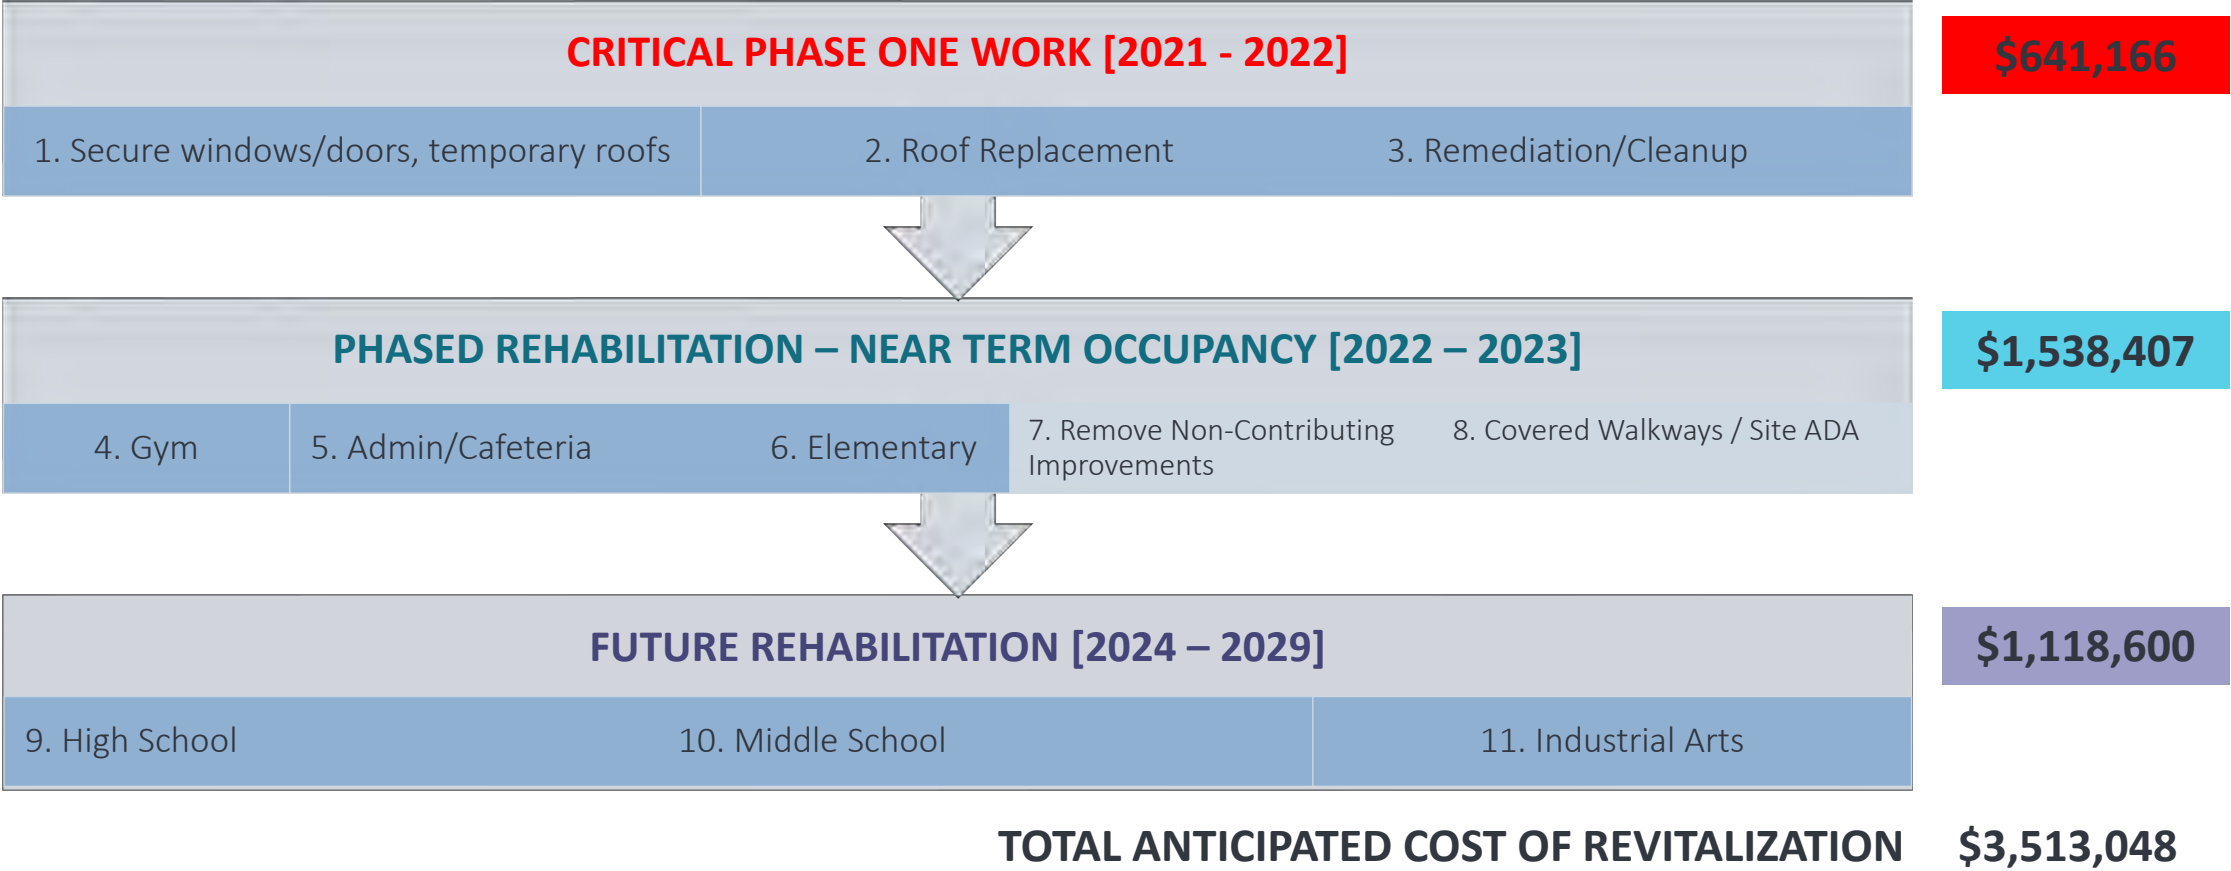 CRITICAL PHASE ONE WORK [2021 - 2022]
$641,166
1. Secure windows/doors, temporary roofs
2. Roof Replacement
3. Remediation/Cleanup
PHASED REHABILITATION – NEAR TERM OCCUPANCY [2022 – 2023]
$1,538,407
4. Gym
5. Admin/Cafeteria
6. Elementary
7. Remove Non-Contributing
Improvements
8. Covered Walkways / Site ADA
FUTURE REHABILITATION [2024 – 2029]
$1,118,600
9. High School
10. Middle School
11. Industrial Arts
TOTAL ANTICIPATED COST OF REVITALIZATION
$3,513,048